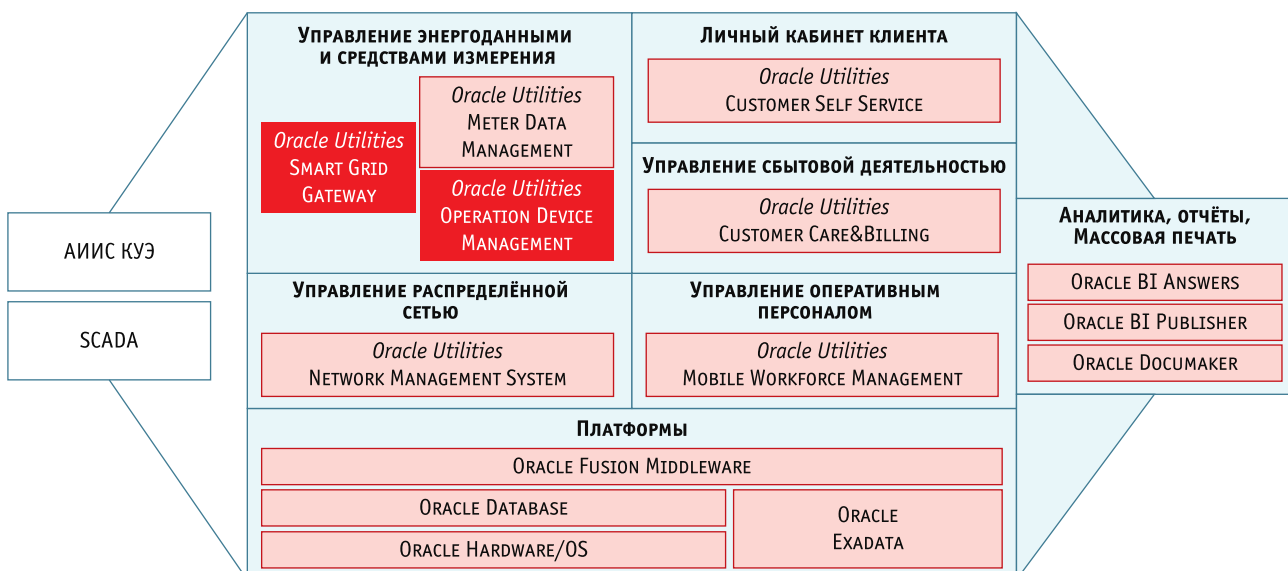 Управление энергоданными
и средствами измерения
Oracle Utilities
Smart Grid
Gateway
Oracle Utilities
Meter Data
Management
Oracle Utilities
Operation Device
Management
Личный кабинет клиента
Oracle Utilities
Customer Self Service
Управление сбытовой деятельностью
Oracle Utilities
Customer Care&Billing
АИИС КУЭ
SCADA
Управление распределённой
сетью
Oracle Utilities
Network Management System
Управление оперативным
персоналом
Oracle Utilities
Mobile Workforce Management
Аналитика, отчёты,
Массовая печать
Oracle BI Answers
Oracle BI Publisher
Oracle Documaker
Платформы
Oracle Fusion Middleware
Oracle Database
Oracle Hardware/OS
Oracle
Exadata